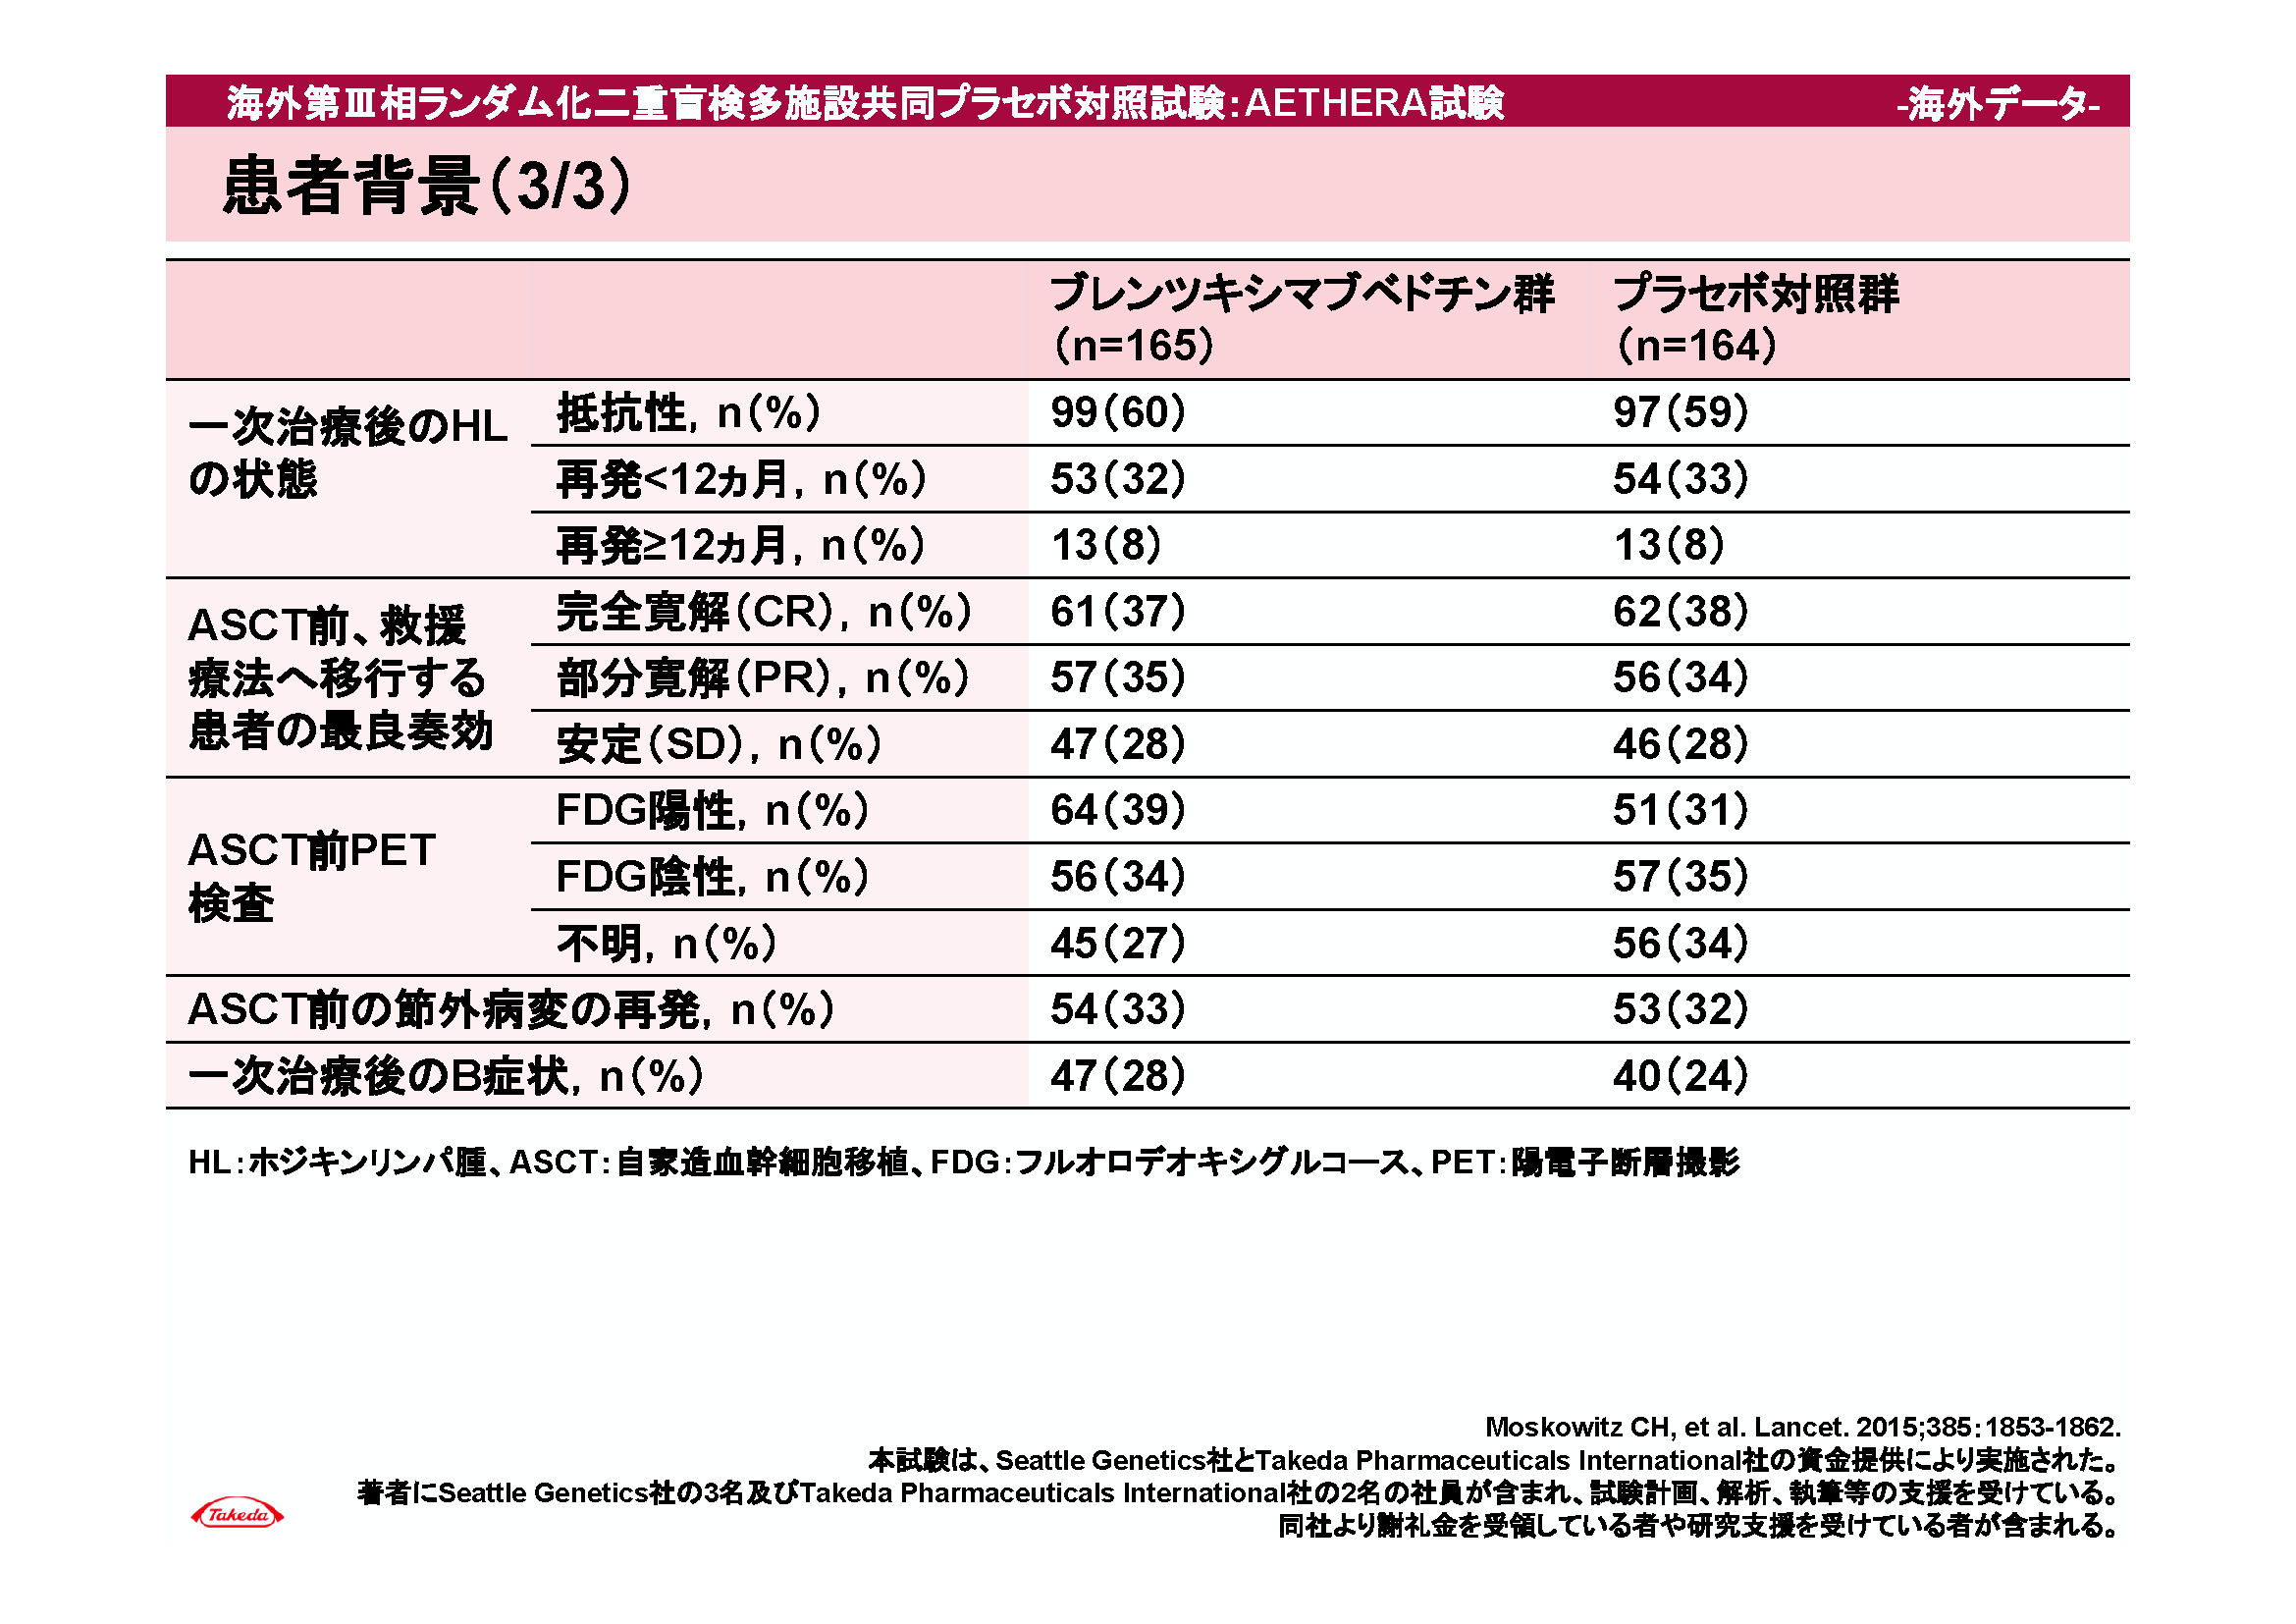 海外第Ⅲ相ランダム化二重盲検多施設共同プラセボ対照試験：AETHERA試験 -海外データ-
患者背景（3/3）
ブレンツキシマブベドチン群 プラセボ対照群
（n=165） （n=164）
一次治療後のHL
の状態
抵抗性，n（%） 99（60） 97（59）
再発<12ヵ月，n（%） 53（32） 54（33）
再発≥12ヵ月，n（%） 13（8） 13（8）
ASCT前、救援
療法へ移行する
患者の最良奏効
完全寛解（CR），n（%） 61（37） 62（38）
部分寛解（PR），n（%） 57（35） 56（34）
安定（SD），n（%） 47（28） 46（28）
ASCT前PET
検査
FDG陽性，n（%） 64（39） 51（31）
FDG陰性，n（%） 56（34） 57（35）
不明，n（%） 45（27） 56（34）
ASCT前の節外病変の再発，n（%） 54（33） 53（32）
一次治療後のB症状，n（%） 47（28） 40（24）
HL：ホジキンリンパ腫、ASCT：自家造血幹細胞移植、FDG：フルオロデオキシグルコース、PET：陽電子断層撮影
Moskowitz CH, et al. Lancet. 2015;385：1853-1862.
本試験は、Seattle Genetics社とTakeda Pharmaceuticals International社の資金提供により実施された。
著者にSeattle Genetics社の3名及びTakeda Pharmaceuticals International社の2名の社員が含まれ、試験計画、解析、執筆等の支援を受けている。
同社より謝礼金を受領している者や研究支援を受けている者が含まれる。
Takeda